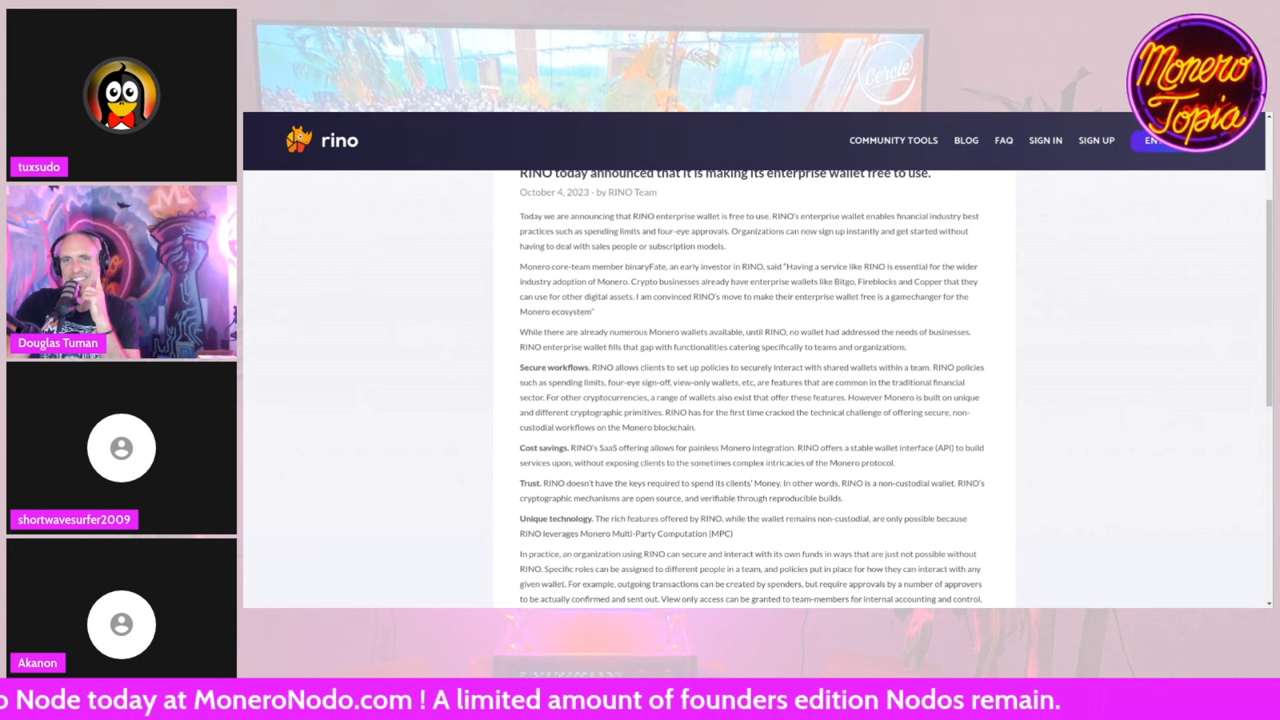 tuxsudo
Douglas Tuman
shortwavesurfer2009
Akanon
Cercle
Monero
Topia
rino
COMMUNITY TOOLS BLOG FAQ SIGN IN SIGN UP
RINO today announced that it is making its enterprise wallet free to use.
October 4, 2023 - by RINO Team
Today we are announcing that RINO enterprise wallet is free to use. RINO's enterprise wallet enables financial industry best
practices such as spending limits and four-eye approvals. Organizations can now sign up instantly and get started without
having to deal with sales people or subscription models.
Monero core-team member binaryFate, an early investor in RINO, said "Having a service like RINO is essential for the wider
industry adoption of Monero. Crypto businesses already have enterprise wallets like Bitgo, Fireblocks and Copper that they
can use for other digital assets. I am convinced RINO's move to make their enterprise wallet free is a gamechanger for the
Monero ecosystem"
While there are already numerous Monero wallets available, until RINO, no wallet had addressed the needs of businesses.
RINO enterprise wallet fills that gap with functionalities catering specifically to teams and organizations.
Secure workflows. RINO allows clients to set up policies to securely interact with shared wallets within a team. RINO policies
such as spending limits, four-eye sign-off, view-only wallets, etc, are features that are common in the traditional financial
sector. For other cryptocurrencies, a range of wallets also exist that offer these features. However Monero is built on unique
and different cryptographic primitives. RINO has for the first time cracked the technical challenge of offering secure, non-
custodial workflows on the Monero blockchain.
Cost savings. RINO's SaaS offering allows for painless Monero integration. RINO offers a stable wallet interface (API) to build
services upon, without exposing clients to the sometimes complex intricacies of the Monero protocol.
Trust. RINO doesn't have the keys required to spend its clients' Money. In other words, RINO is a non-custodial wallet. RINO's
cryptographic mechanisms are open source, and verifiable through reproducible builds.
Unique technology. The rich features offered by RINO, while the wallet remains non-custodial, are only possible because
RINO leverages Monero Multi-Party Computation (MPC)
In practice, an organization using RINO can secure and interact with its own funds in ways that are just not possible without
RINO. Specific roles can be assigned to different people in a team, and policies put in place for how they can interact with any
given wallet. For example, outgoing transactions can be created by spenders, but require approvals by a number of approvers
to be actually confirmed and sent out. View only access can be granted to team-members for internal accounting and control,
o Node today at MoneroNodo.com ! A limited amount of founders edition Nodos remain.